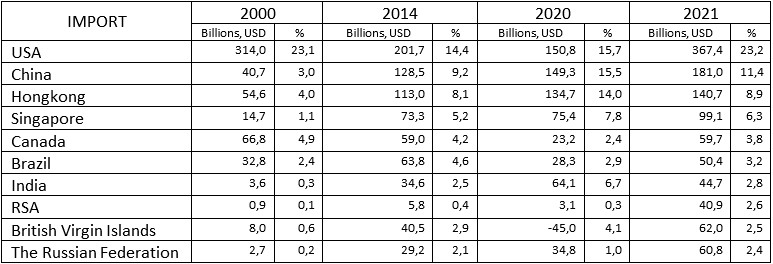 IMPORT 2000 2014 2020 2021
Billions, USD % Billions, USD % Billions, USD % Billions, USD %
USA 314,0 23,1 201,7 14,4 150,8 15,7 367,4 23,2
China 40,7 3,0 128,5 9,2 149,3 15,5 181,0 11,4
Hongkong 54,6 4,0 113,0 8,1 134,7 14,0 140,7 8,9
Singapore 14,7 1,1 73,3 5,2 75,4 7,8 99,1 6,3
Canada 66,8 4,9 59,0 4,2 23,2 2,4 59,7 3,8
Brazil 32,8 2,4 63,8 4,6 28,3 2,9 50,4 3,2
India 3,6 0,3 34,6 2,5 64,1 6,7 44,7 2,8
RSA 0,9 0,1 5,8 0,4 3,1 0,3 40,9 2,6
British Virgin Islands 8,0 0,6 40,5 2,9 -45,0 4,1 62,0 2,5
The Russian Federation 2,7 0,2 29,2 2,1 34,8 1,0 60,8 2,4